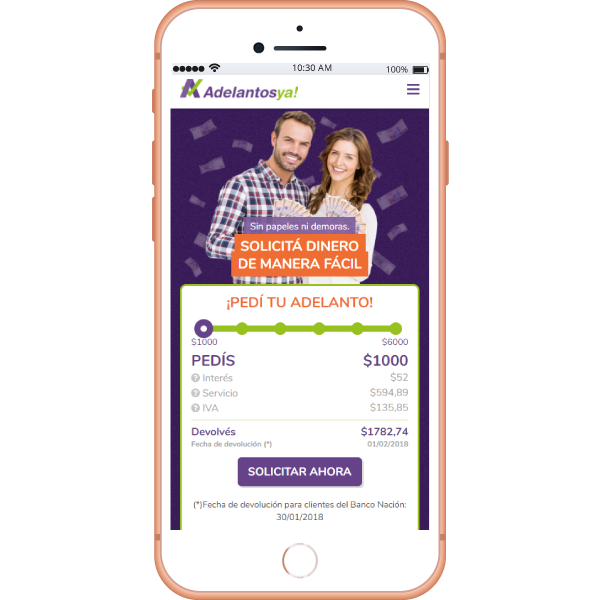 10:30 AM 100%
Adelantosya!
Sin papeles ni demoras.
SOLICITÁ DINERO
DE MANERA FÁCIL
¡PEDÍ TU ADELANTO!
$1000 $6000
PEDÍS $1000
Interés $52
Servicio $594,89
IVA $135,85
Devolvés $1782,74
Fecha de devolución (*) 01/02/2018
SOLICITAR AHORA
(*)Fecha de devolución para clientes del Banco Nación:
30/01/2018